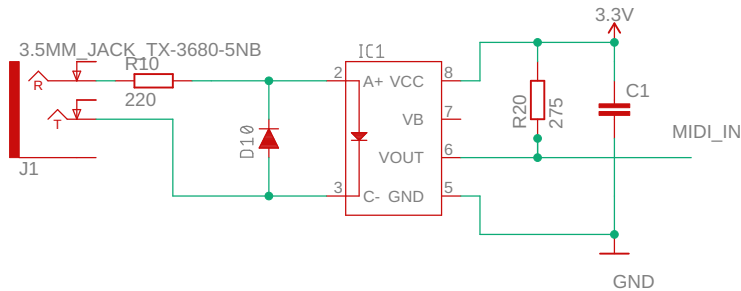 3.3V
3.5MM_JACK_TX-3680-5NB
R10
IC1
R
220
2
A+ VCC
8
R20
275
C1
T
D10
VB
7
MIDI_IN
VOUT
6
J1
3
C- GND
5
GND